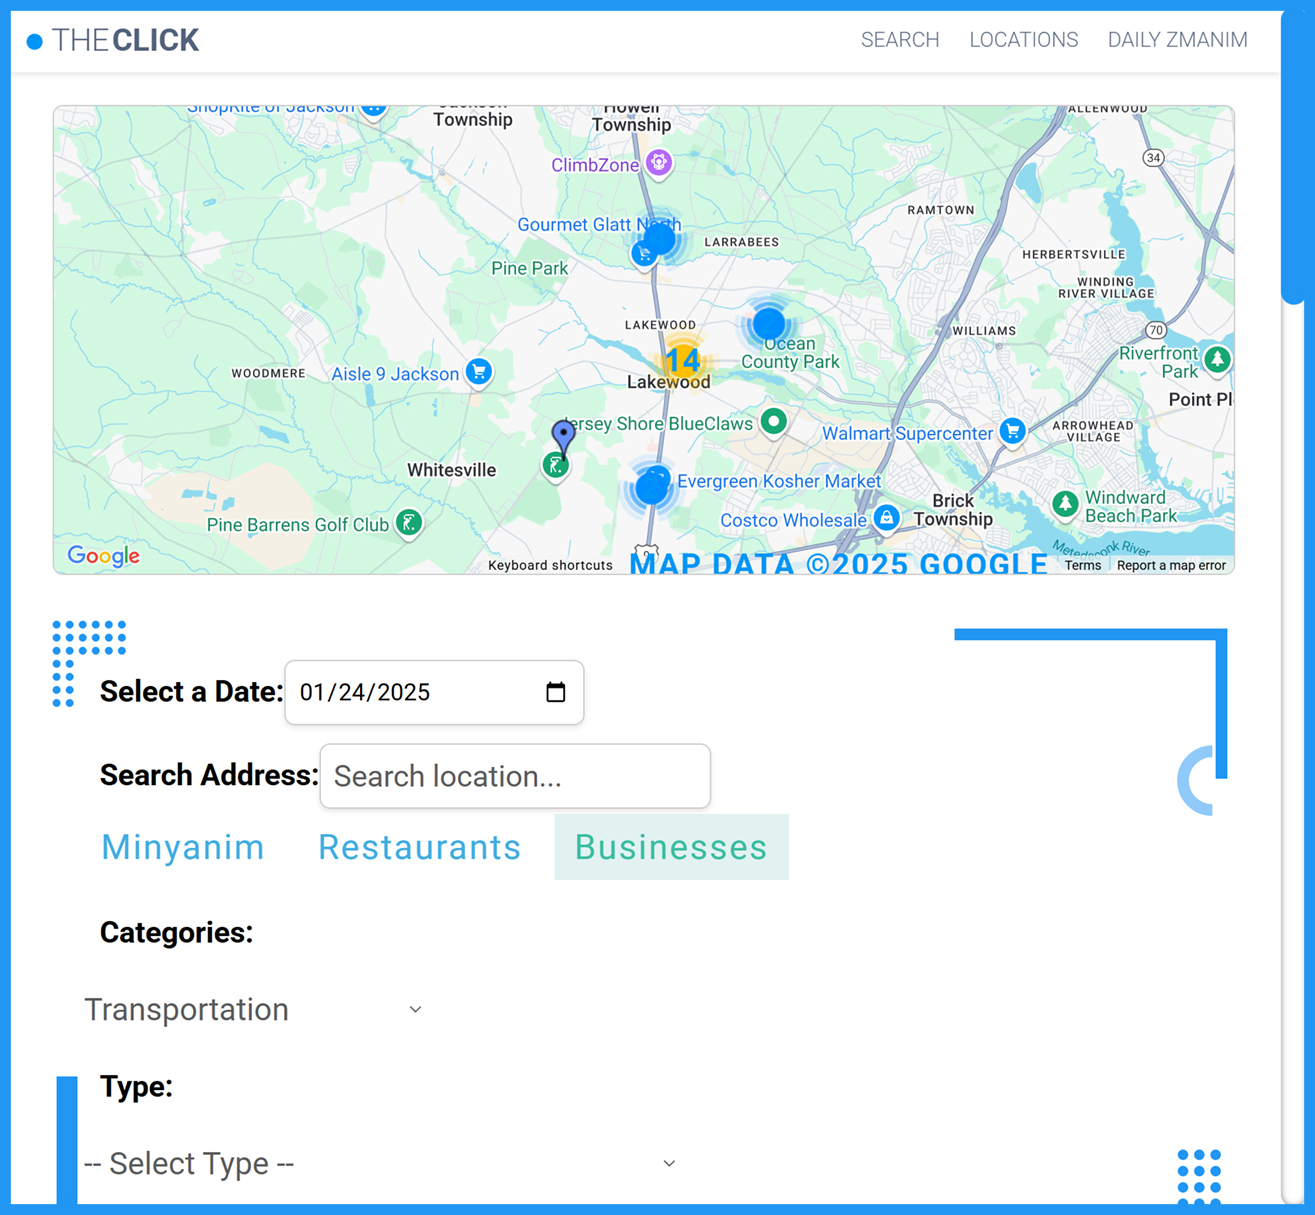 THE CLICK
SEARCH LOCATIONS DAILY ZMANIM
ShopRite of Jackson
Jackson
Township
Howell
Township
ALLENWOOD
34
ClimbZone
RAMTOWN
Gourmet Glatt North
LARRABEES
HERBERTSVILLE
Pine Park
WINDING
RIVER VILLAGE
LAKEWOOD
WILLIAMS
70
Ocean
County Park
14
Lakewood
Riverfront
Park
WOODMERE
Aisle 9 Jackson
Point Pl
Jersey Shore BlueClaws
Walmart Supercenter
ARROWHEAD
VILLAGE
Whitesville
Evergreen Kosher Market
Brick
Township
Windward
Beach Park
Costco Wholesale
Pine Barrens Golf Club
Metedeconk River
9
Google
Keyboard shortcuts
MAP DATA ©2025 GOOGLE
Terms
Report a map error
Select a Date: 01/24/2025
Search Address: Search location...
Minyanim Restaurants Businesses
Categories:
Transportation
Type:
-- Select Type --